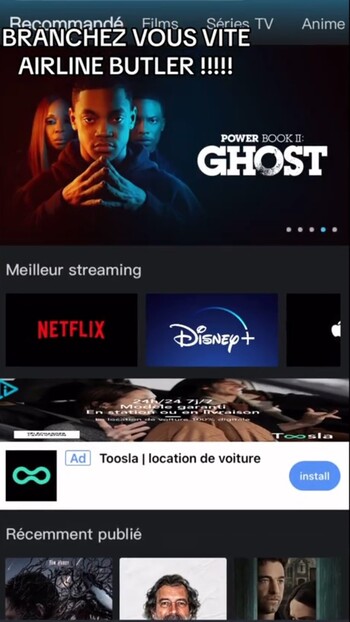 Recommandé Films Séries TV Anime
BRANCHEZ VOUS VITE
AIRLINE BUTLER !!!!!
POWER BOOK II:
GHOST
Meilleur streaming
NETFLIX
Disney+
24h/24 7j/7
Modèle garanti
En station ou en livraison
La location de voiture 100% digitale
Toosla
Ad Toosla | location de voiture
install
Récemment publié